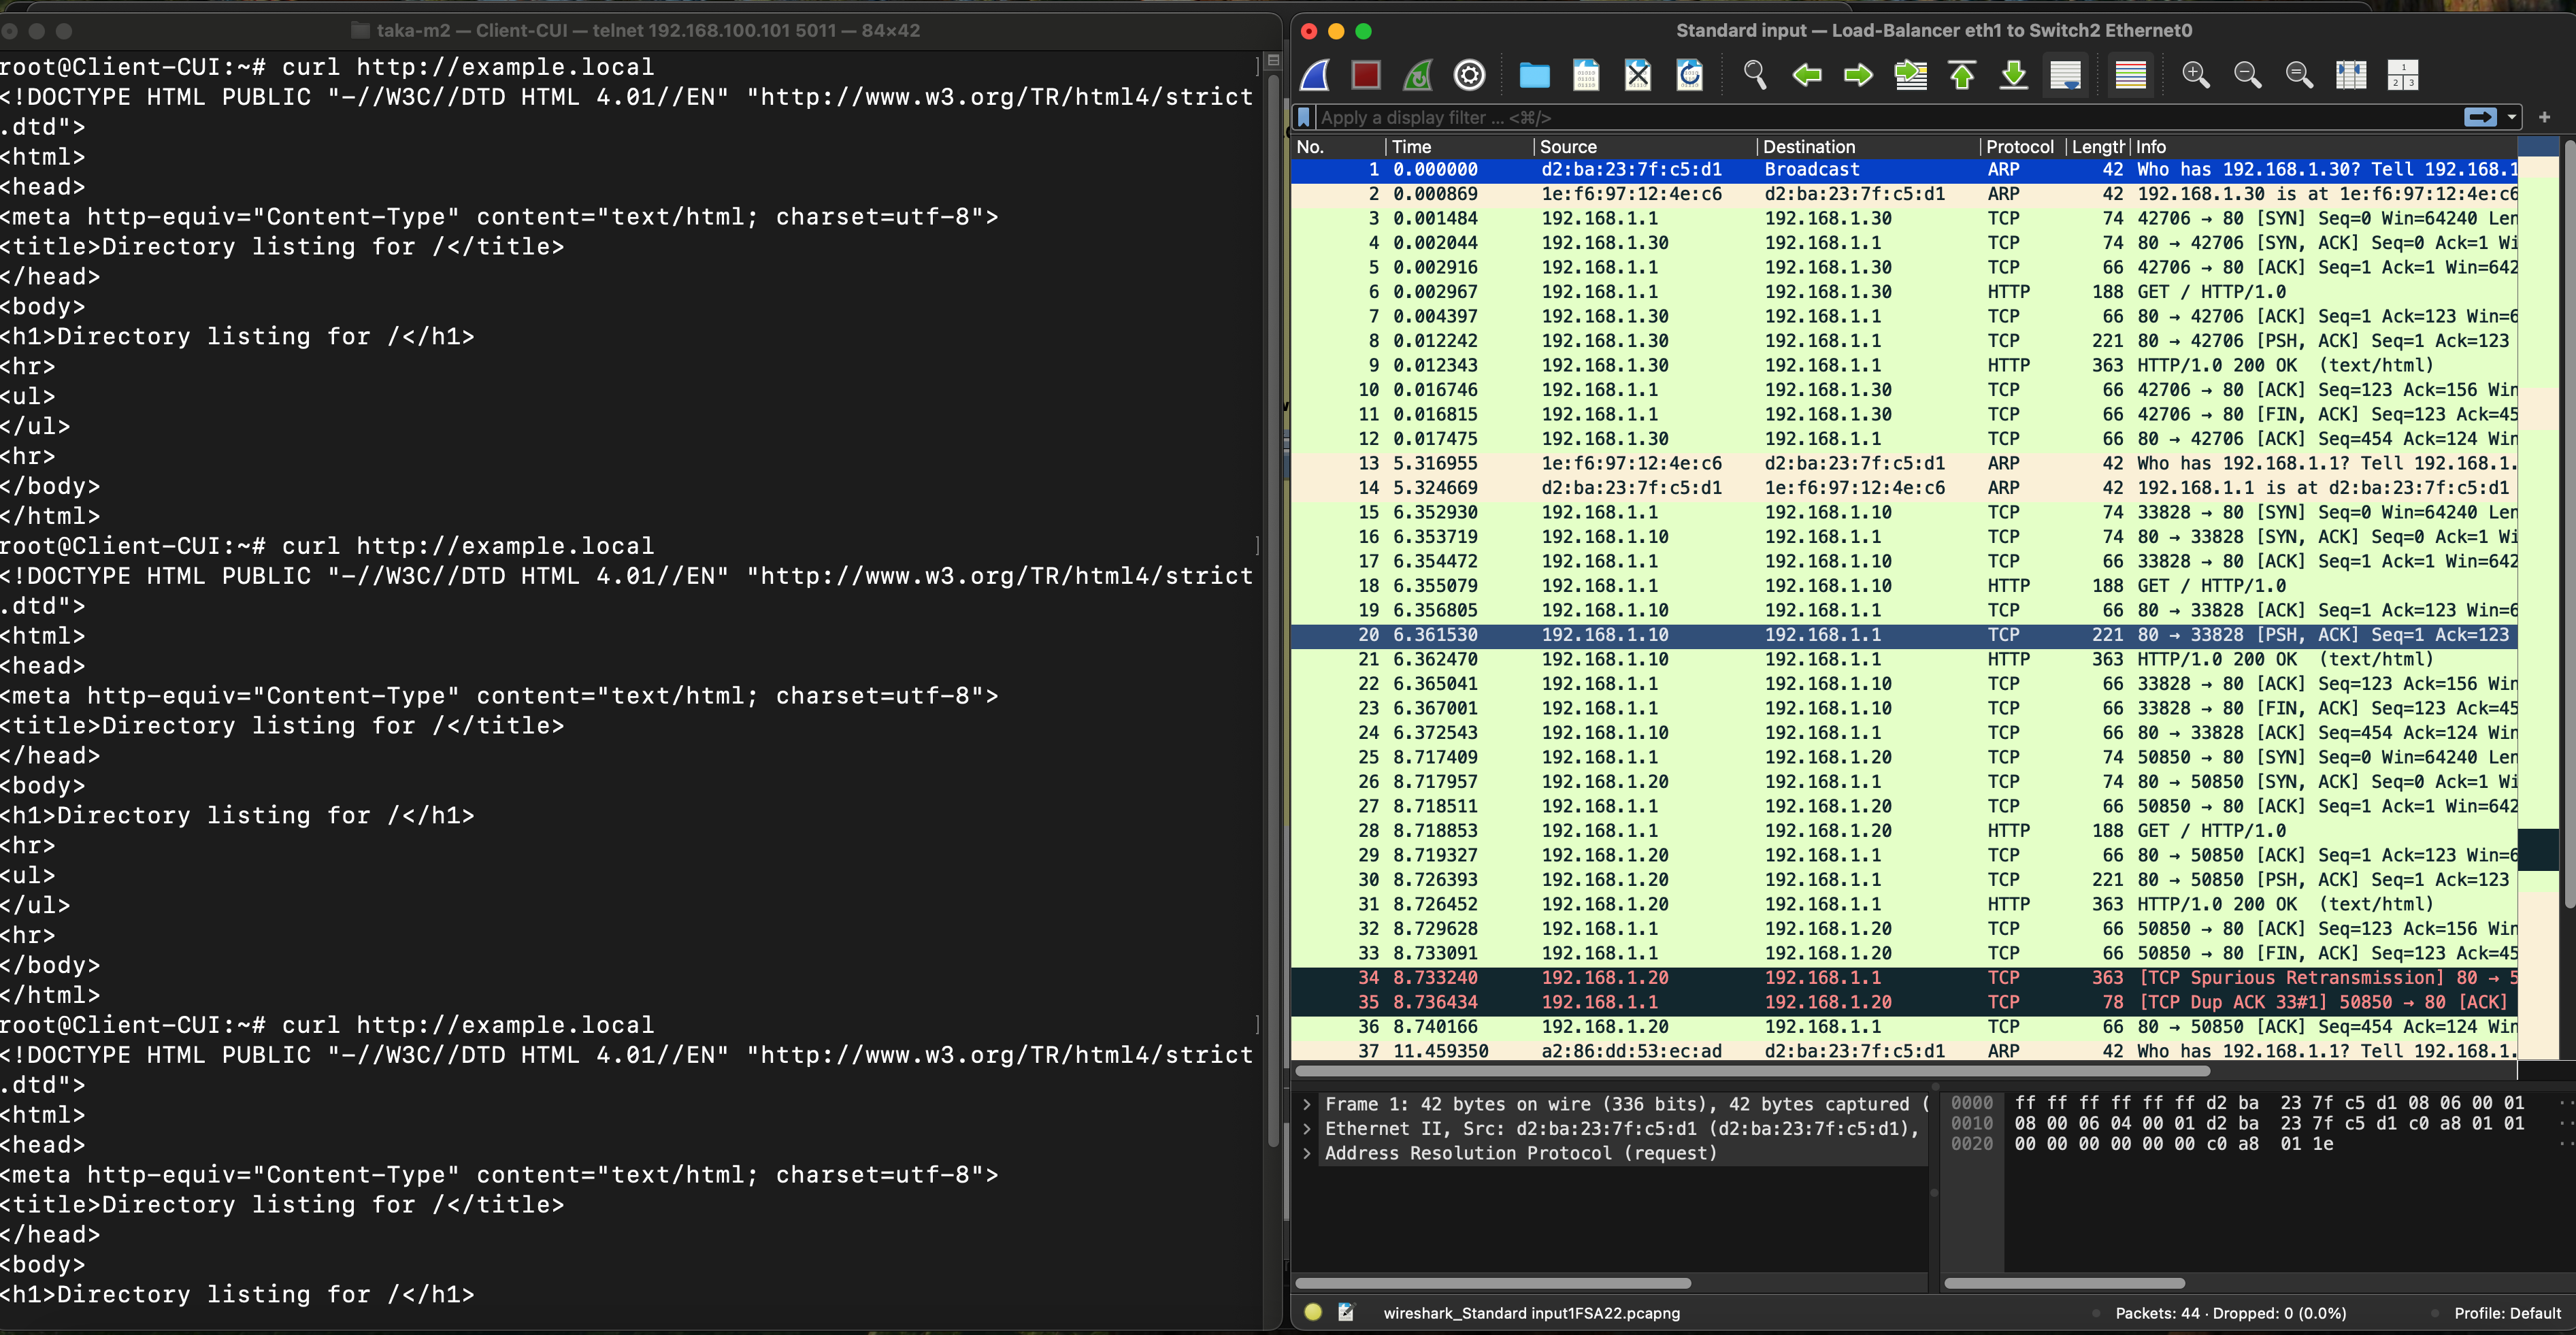 taka-m2 — Client-CUI — telnet 192.168.100.101 5011 — 84×42
root@Client-CUI:~# curl http://example.local
<!DOCTYPE HTML PUBLIC "-//W3C//DTD HTML 4.01//EN" "http://www.w3.org/TR/html4/strict
.dtd">
<html>
<head>
<meta http-equiv="Content-Type" content="text/html; charset=utf-8">
<title>Directory listing for /</title>
</head>
<body>
<h1>Directory listing for /</h1>
<hr>
<ul>
</ul>
<hr>
</body>
</html>
root@Client-CUI:~# curl http://example.local
<!DOCTYPE HTML PUBLIC "-//W3C//DTD HTML 4.01//EN" "http://www.w3.org/TR/html4/strict
.dtd">
<html>
<head>
<meta http-equiv="Content-Type" content="text/html; charset=utf-8">
<title>Directory listing for /</title>
</head>
<body>
<h1>Directory listing for /</h1>
<hr>
<ul>
</ul>
<hr>
</body>
</html>
root@Client-CUI:~# curl http://example.local
<!DOCTYPE HTML PUBLIC "-//W3C//DTD HTML 4.01//EN" "http://www.w3.org/TR/html4/strict
.dtd">
<html>
<head>
<meta http-equiv="Content-Type" content="text/html; charset=utf-8">
<title>Directory listing for /</title>
</head>
<body>
<h1>Directory listing for /</h1>
Standard input — Load-Balancer eth1 to Switch2 Ethernet0
Apply a display filter ... <⌘/>
No. Time Source Destination Protocol Length Info
1 0.000000 d2:ba:23:7f:c5:d1 Broadcast ARP 42 Who has 192.168.1.30? Tell 192.168.1
2 0.000869 1e:f6:97:12:4e:c6 d2:ba:23:7f:c5:d1 ARP 42 192.168.1.30 is at 1e:f6:97:12:4e:c6
3 0.001484 192.168.1.1 192.168.1.30 TCP 74 42706 → 80 [SYN] Seq=0 Win=64240 Len
4 0.002044 192.168.1.30 192.168.1.1 TCP 74 80 → 42706 [SYN, ACK] Seq=0 Ack=1 Wi
5 0.002916 192.168.1.1 192.168.1.30 TCP 66 42706 → 80 [ACK] Seq=1 Ack=1 Win=642
6 0.002967 192.168.1.1 192.168.1.30 HTTP 188 GET / HTTP/1.0
7 0.004397 192.168.1.30 192.168.1.1 TCP 66 80 → 42706 [ACK] Seq=1 Ack=123 Win=6
8 0.012242 192.168.1.30 192.168.1.1 TCP 221 80 → 42706 [PSH, ACK] Seq=1 Ack=123
9 0.012343 192.168.1.30 192.168.1.1 HTTP 363 HTTP/1.0 200 OK (text/html)
10 0.016746 192.168.1.1 192.168.1.30 TCP 66 42706 → 80 [ACK] Seq=123 Ack=156 Win
11 0.016815 192.168.1.1 192.168.1.30 TCP 66 42706 → 80 [FIN, ACK] Seq=123 Ack=45
12 0.017475 192.168.1.30 192.168.1.1 TCP 66 80 → 42706 [ACK] Seq=454 Ack=124 Win
13 5.316955 1e:f6:97:12:4e:c6 d2:ba:23:7f:c5:d1 ARP 42 Who has 192.168.1.1? Tell 192.168.1.
14 5.324669 d2:ba:23:7f:c5:d1 1e:f6:97:12:4e:c6 ARP 42 192.168.1.1 is at d2:ba:23:7f:c5:d1
15 6.352930 192.168.1.1 192.168.1.10 TCP 74 33828 → 80 [SYN] Seq=0 Win=64240 Len
16 6.353719 192.168.1.10 192.168.1.1 TCP 74 80 → 33828 [SYN, ACK] Seq=0 Ack=1 Wi
17 6.354472 192.168.1.1 192.168.1.10 TCP 66 33828 → 80 [ACK] Seq=1 Ack=1 Win=642
18 6.355079 192.168.1.1 192.168.1.10 HTTP 188 GET / HTTP/1.0
19 6.356805 192.168.1.10 192.168.1.1 TCP 66 80 → 33828 [ACK] Seq=1 Ack=123 Win=6
20 6.361530 192.168.1.10 192.168.1.1 TCP 221 80 → 33828 [PSH, ACK] Seq=1 Ack=123
21 6.362470 192.168.1.10 192.168.1.1 HTTP 363 HTTP/1.0 200 OK (text/html)
22 6.365041 192.168.1.1 192.168.1.10 TCP 66 33828 → 80 [ACK] Seq=123 Ack=156 Win
23 6.367001 192.168.1.1 192.168.1.10 TCP 66 33828 → 80 [FIN, ACK] Seq=123 Ack=45
24 6.372543 192.168.1.10 192.168.1.1 TCP 66 80 → 33828 [ACK] Seq=454 Ack=124 Win
25 8.717409 192.168.1.1 192.168.1.20 TCP 74 50850 → 80 [SYN] Seq=0 Win=64240 Len
26 8.717957 192.168.1.20 192.168.1.1 TCP 74 80 → 50850 [SYN, ACK] Seq=0 Ack=1 Wi
27 8.718511 192.168.1.1 192.168.1.20 TCP 66 50850 → 80 [ACK] Seq=1 Ack=1 Win=642
28 8.718853 192.168.1.1 192.168.1.20 HTTP 188 GET / HTTP/1.0
29 8.719327 192.168.1.20 192.168.1.1 TCP 66 80 → 50850 [ACK] Seq=1 Ack=123 Win=6
30 8.726393 192.168.1.20 192.168.1.1 TCP 221 80 → 50850 [PSH, ACK] Seq=1 Ack=123
31 8.726452 192.168.1.20 192.168.1.1 HTTP 363 HTTP/1.0 200 OK (text/html)
32 8.729628 192.168.1.1 192.168.1.20 TCP 66 50850 → 80 [ACK] Seq=123 Ack=156 Win
33 8.733091 192.168.1.1 192.168.1.20 TCP 66 50850 → 80 [FIN, ACK] Seq=123 Ack=45
34 8.733240 192.168.1.20 192.168.1.1 TCP 363 [TCP Spurious Retransmission] 80 → 5
35 8.736434 192.168.1.1 192.168.1.20 TCP 78 [TCP Dup ACK 33#1] 50850 → 80 [ACK]
36 8.740166 192.168.1.20 192.168.1.1 TCP 66 80 → 50850 [ACK] Seq=454 Ack=124 Win
37 11.459350 a2:86:dd:53:ec:ad d2:ba:23:7f:c5:d1 ARP 42 Who has 192.168.1.1? Tell 192.168.1.
Frame 1: 42 bytes on wire (336 bits), 42 bytes captured (
Ethernet II, Src: d2:ba:23:7f:c5:d1 (d2:ba:23:7f:c5:d1),
Address Resolution Protocol (request)
0000 ff ff ff ff ff ff d2 ba 23 7f c5 d1 08 06 00 01
0010 08 00 06 04 00 01 d2 ba 23 7f c5 d1 c0 a8 01 01
0020 00 00 00 00 00 00 c0 a8 01 1e
wireshark_Standard input1FSA22.pcapng
Packets: 44 · Dropped: 0 (0.0%)
Profile: Default